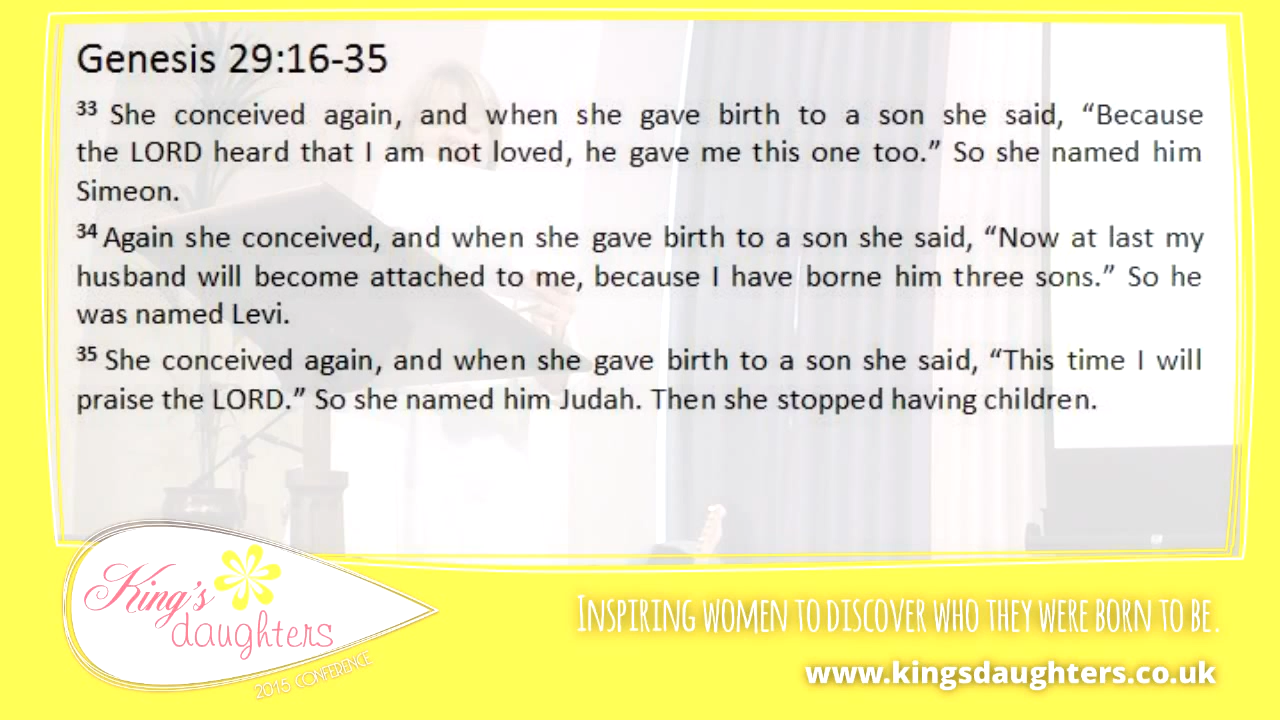 Genesis 29:16-35
33 She conceived again, and when she gave birth to a son she said, “Because
the LORD heard that I am not loved, he gave me this one too.” So she named him
Simeon.
34 Again she conceived, and when she gave birth to a son she said, “Now at last my
husband will become attached to me, because I have borne him three sons.” So he
was named Levi.
35 She conceived again, and when she gave birth to a son she said, “This time I will
praise the LORD.” So she named him Judah. Then she stopped having children.
King's
daughters
2015 CONFERENCE
INSPIRING WOMEN TO DISCOVER WHO THEY WERE BORN TO BE.
www.kingsdaughters.co.uk